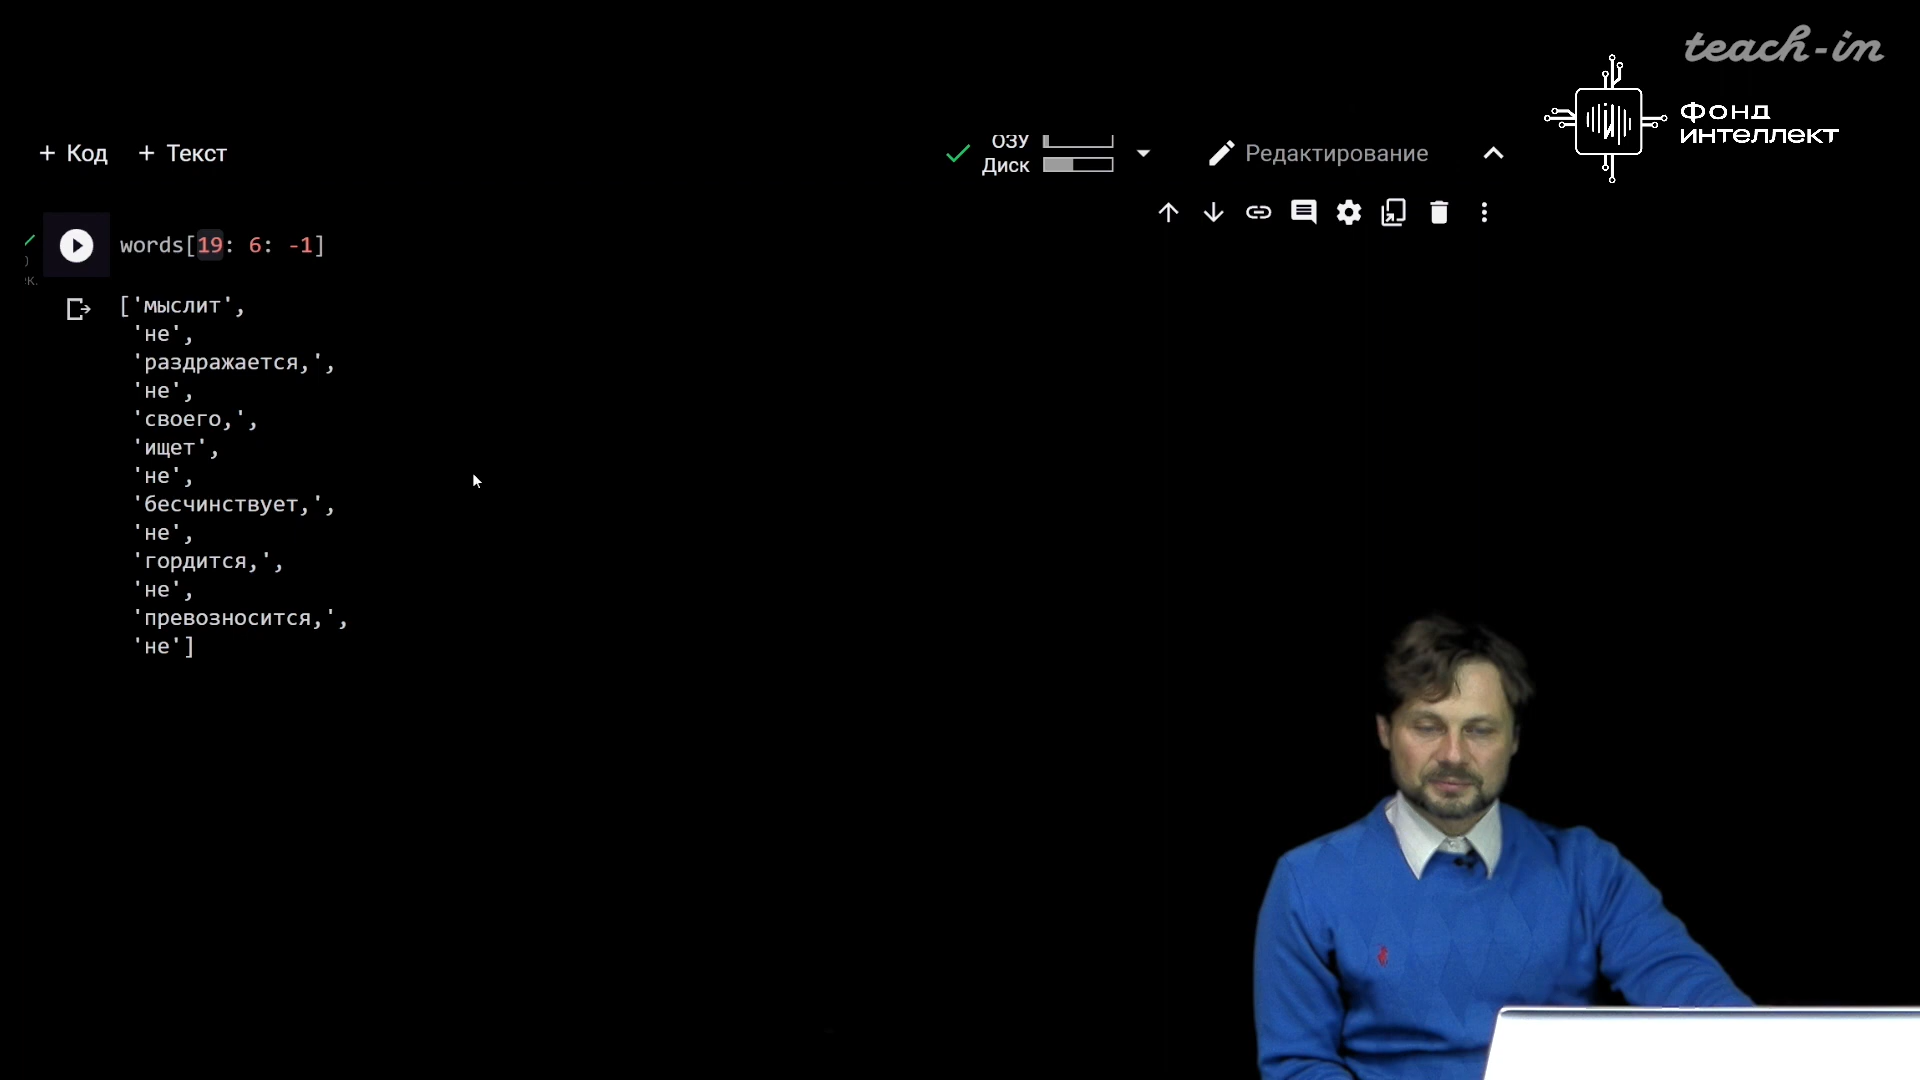 teach-in
Фонд
интеллект
+ Код + Текст
ОЗУ
Диск
Редактирование
words[19: 6: -1]
['мыслит',
'не',
'раздражается,',
'не',
'своего,',
'ищет',
'не',
'бесчинствует,',
'не',
'гордится,',
'не',
'превозносится,',
'не']